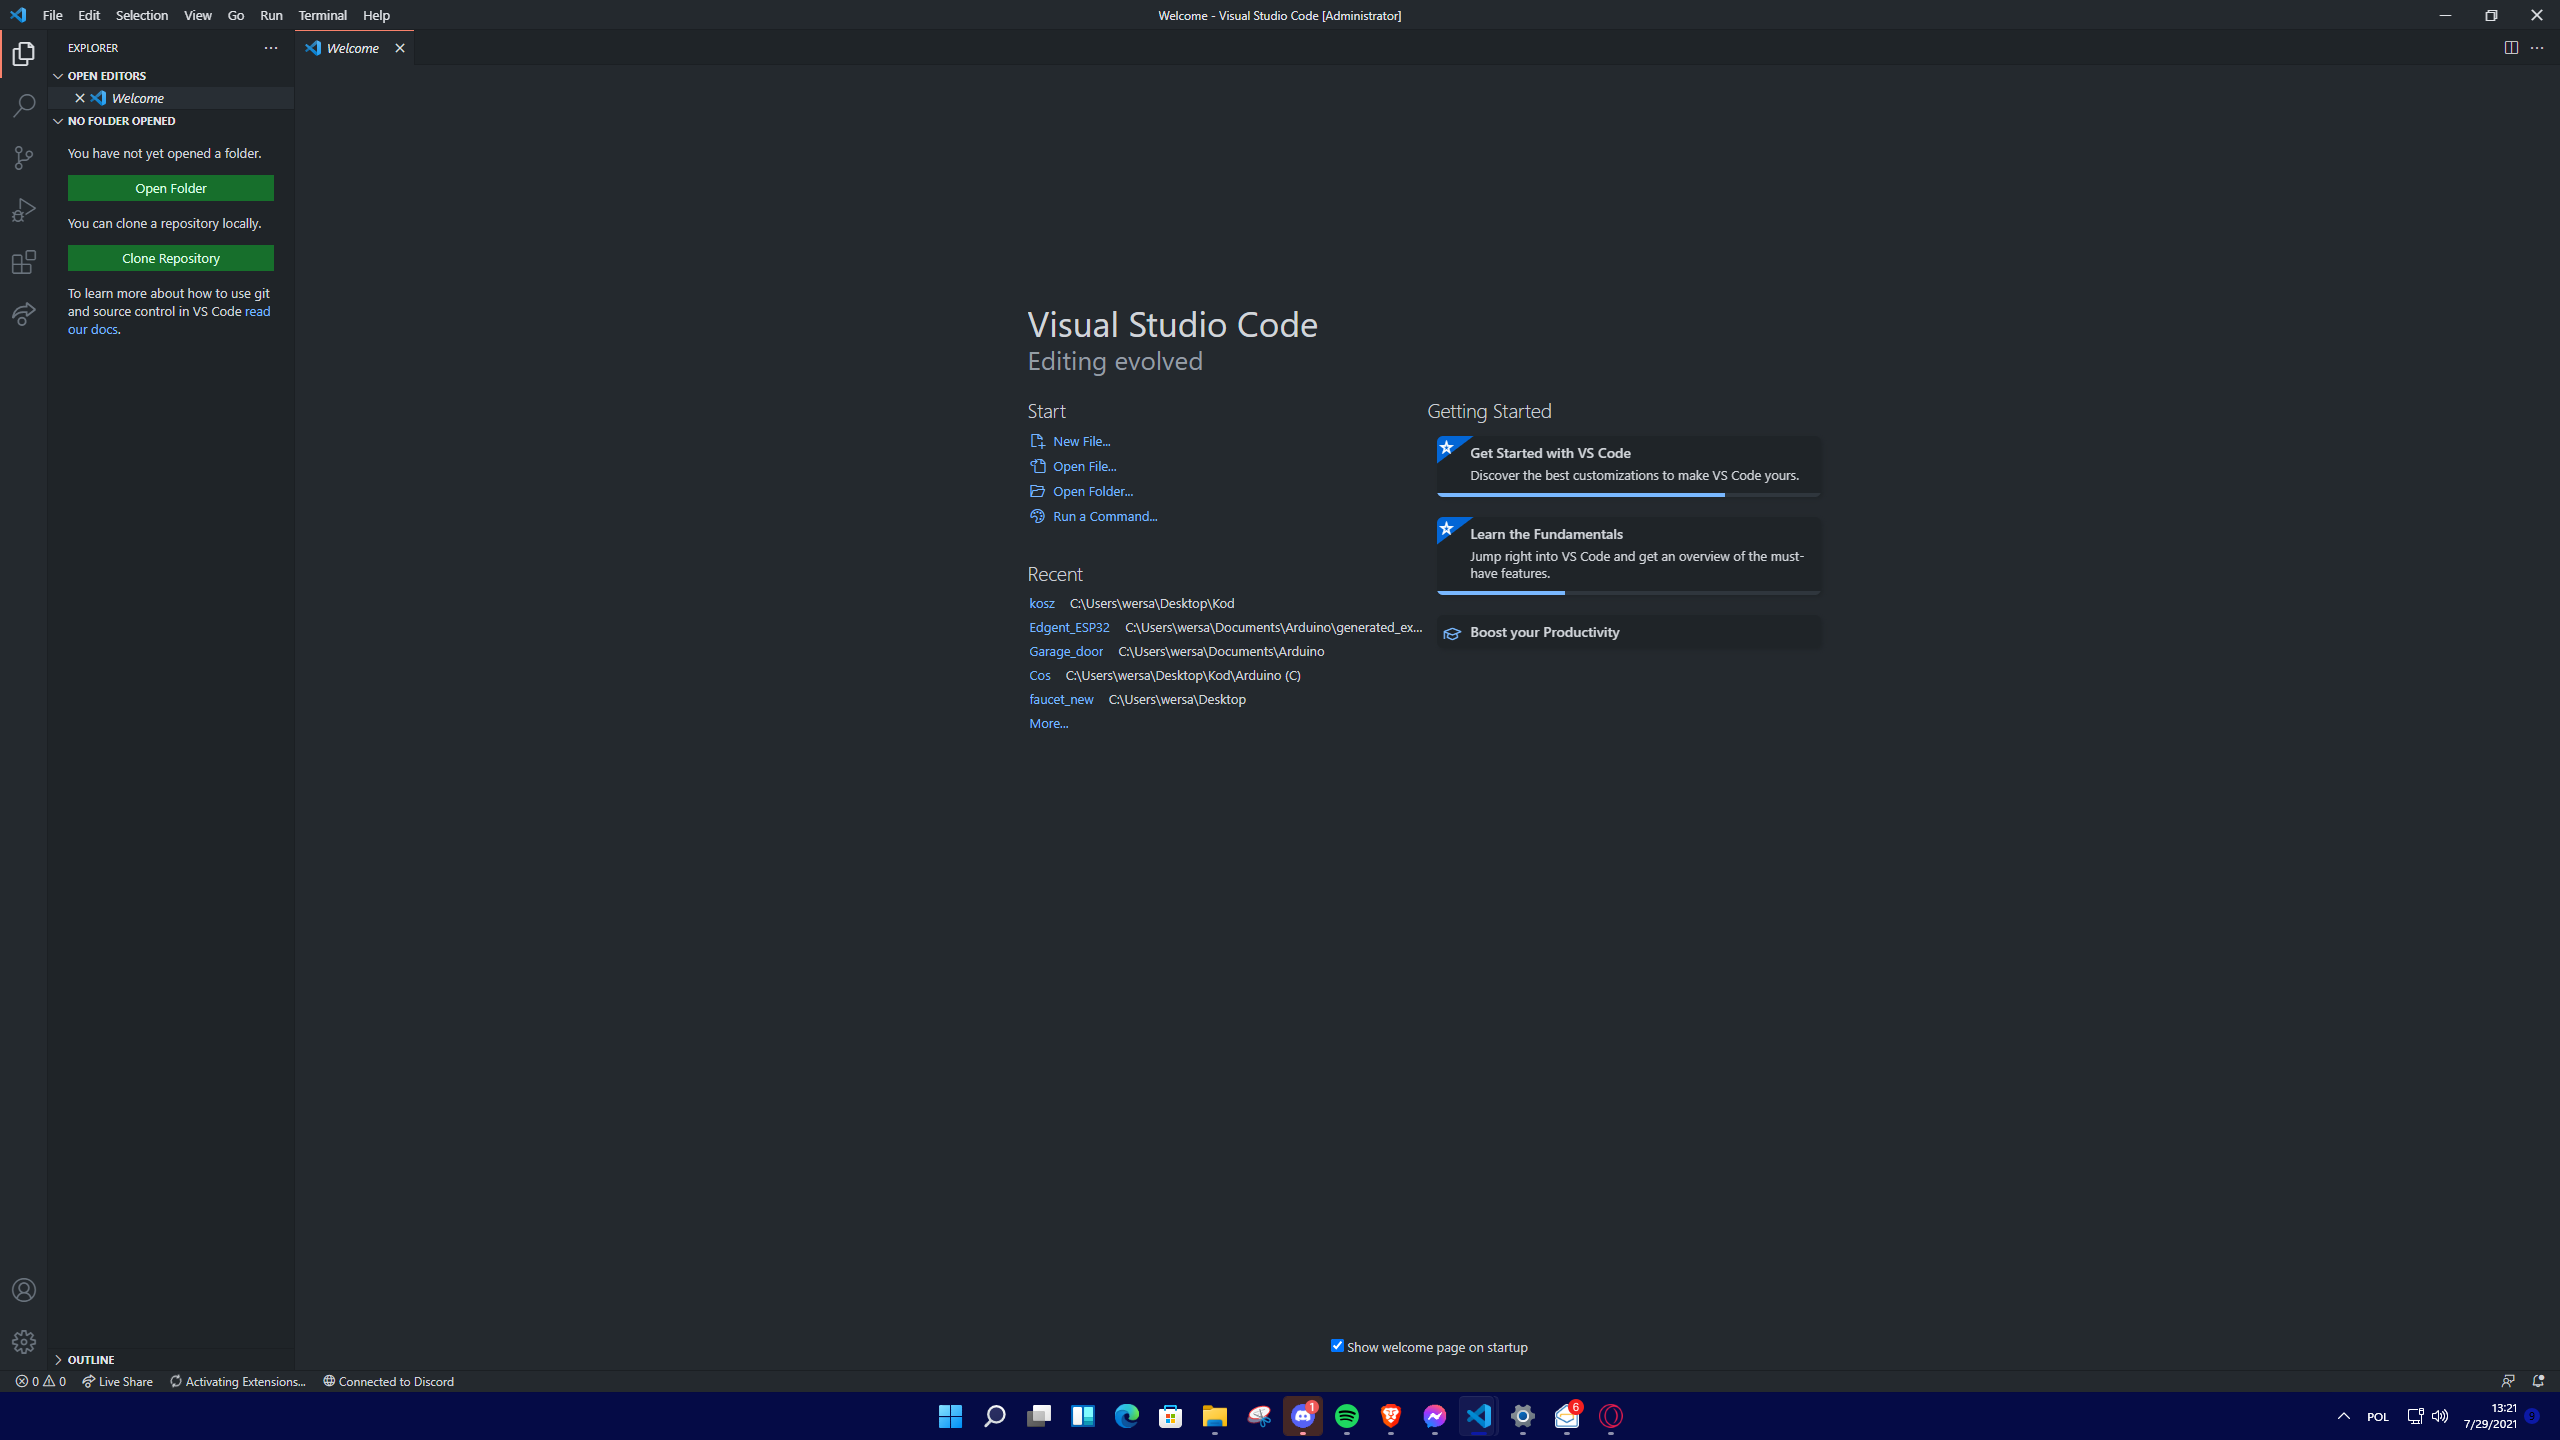 File Edit Selection View Go Run Terminal Help
Welcome - Visual Studio Code [Administrator]
EXPLORER
OPEN EDITORS
Welcome
NO FOLDER OPENED
You have not yet opened a folder.
Open Folder
You can clone a repository locally.
Clone Repository
To learn more about how to use git
and source control in VS Code read
our docs.
OUTLINE
Welcome
Visual Studio Code
Editing evolved
Start
New File...
Open File...
Open Folder...
Run a Command...
Recent
kosz C:\Users\wersa\Desktop\Kod
Edgent_ESP32 C:\Users\wersa\Documents\Arduino\generated_ex...
Garage_door C:\Users\wersa\Documents\Arduino
Cos C:\Users\wersa\Desktop\Kod\Arduino (C)
faucet_new C:\Users\wersa\Desktop
More...
Getting Started
Get Started with VS Code
Discover the best customizations to make VS Code yours.
Learn the Fundamentals
Jump right into VS Code and get an overview of the must-
have features.
Boost your Productivity
Show welcome page on startup
0 0 Live Share Activating Extensions... Connected to Discord
1
6
POL
13:21
7/29/2021
9